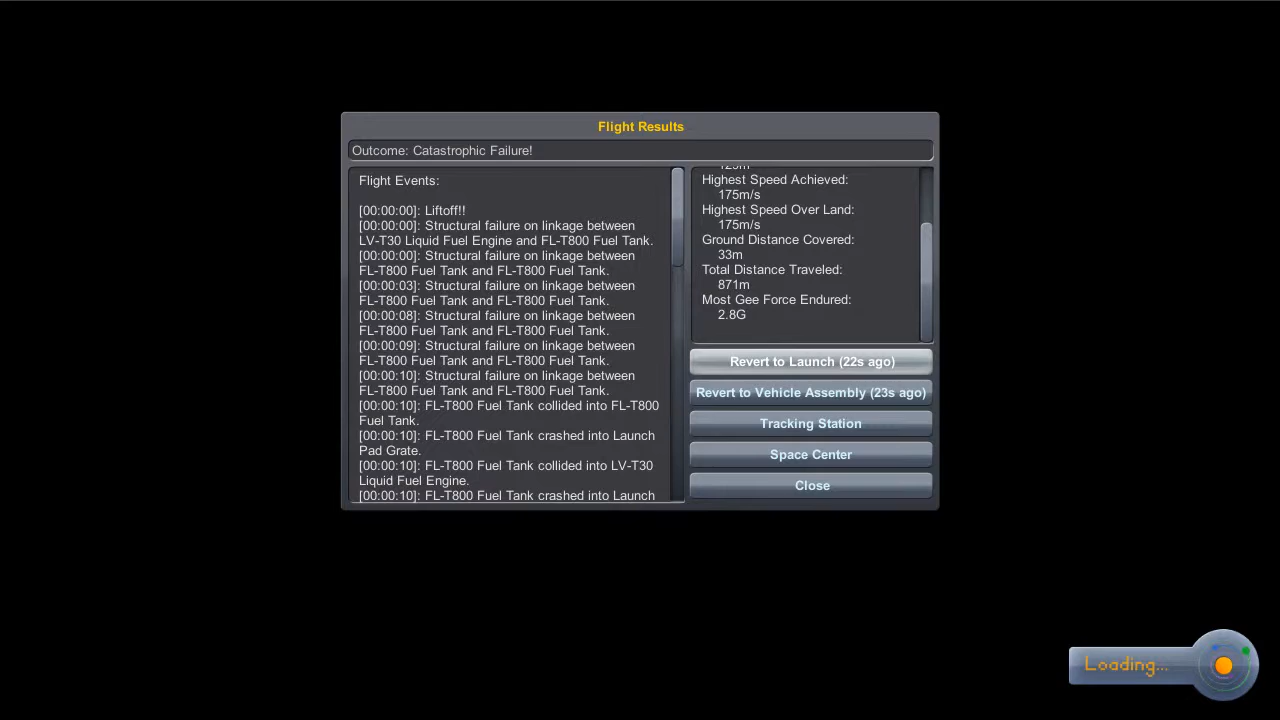 Flight Results
Outcome: Catastrophic Failure!
Flight Events:
[00:00:00]: Liftoff!!
[00:00:00]: Structural failure on linkage between
LV-T30 Liquid Fuel Engine and FL-T800 Fuel Tank.
[00:00:00]: Structural failure on linkage between
FL-T800 Fuel Tank and FL-T800 Fuel Tank.
[00:00:03]: Structural failure on linkage between
FL-T800 Fuel Tank and FL-T800 Fuel Tank.
[00:00:08]: Structural failure on linkage between
FL-T800 Fuel Tank and FL-T800 Fuel Tank.
[00:00:09]: Structural failure on linkage between
FL-T800 Fuel Tank and FL-T800 Fuel Tank.
[00:00:10]: Structural failure on linkage between
FL-T800 Fuel Tank and FL-T800 Fuel Tank.
[00:00:10]: FL-T800 Fuel Tank collided into FL-T800
Fuel Tank.
[00:00:10]: FL-T800 Fuel Tank crashed into Launch
Pad Grate.
[00:00:10]: FL-T800 Fuel Tank collided into LV-T30
Liquid Fuel Engine.
[00:00:10]: FL-T800 Fuel Tank crashed into Launch
Highest Speed Achieved:
175m/s
Highest Speed Over Land:
175m/s
Ground Distance Covered:
33m
Total Distance Traveled:
871m
Most Gee Force Endured:
2.8G
Revert to Launch (22s ago)
Revert to Vehicle Assembly (23s ago)
Tracking Station
Space Center
Close
Loading...